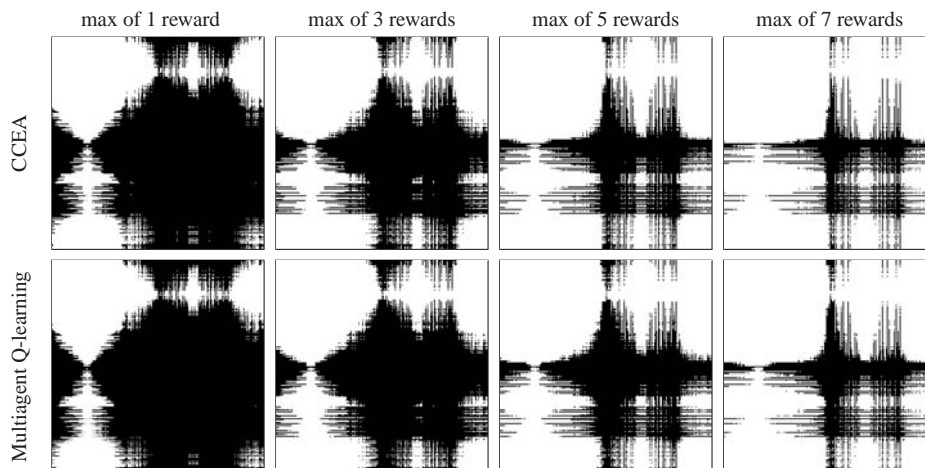 max of 1 reward
max of 3 rewards
max of 5 rewards
max of 7 rewards
CCEA
Multiagent Q-learning